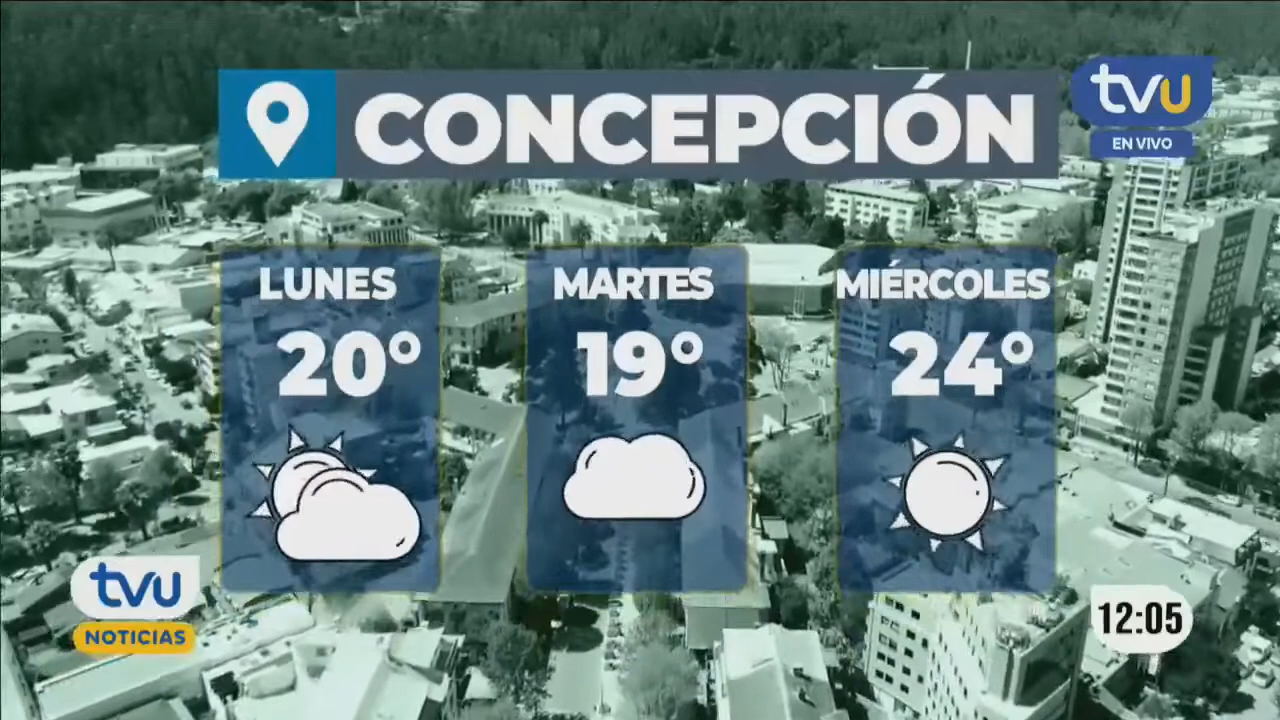 CONCEPCIÓN
tvu
EN VIVO
LUNES
20°
MARTES
19°
MIÉRCOLES
24°
tvu
NOTICIAS
12:05